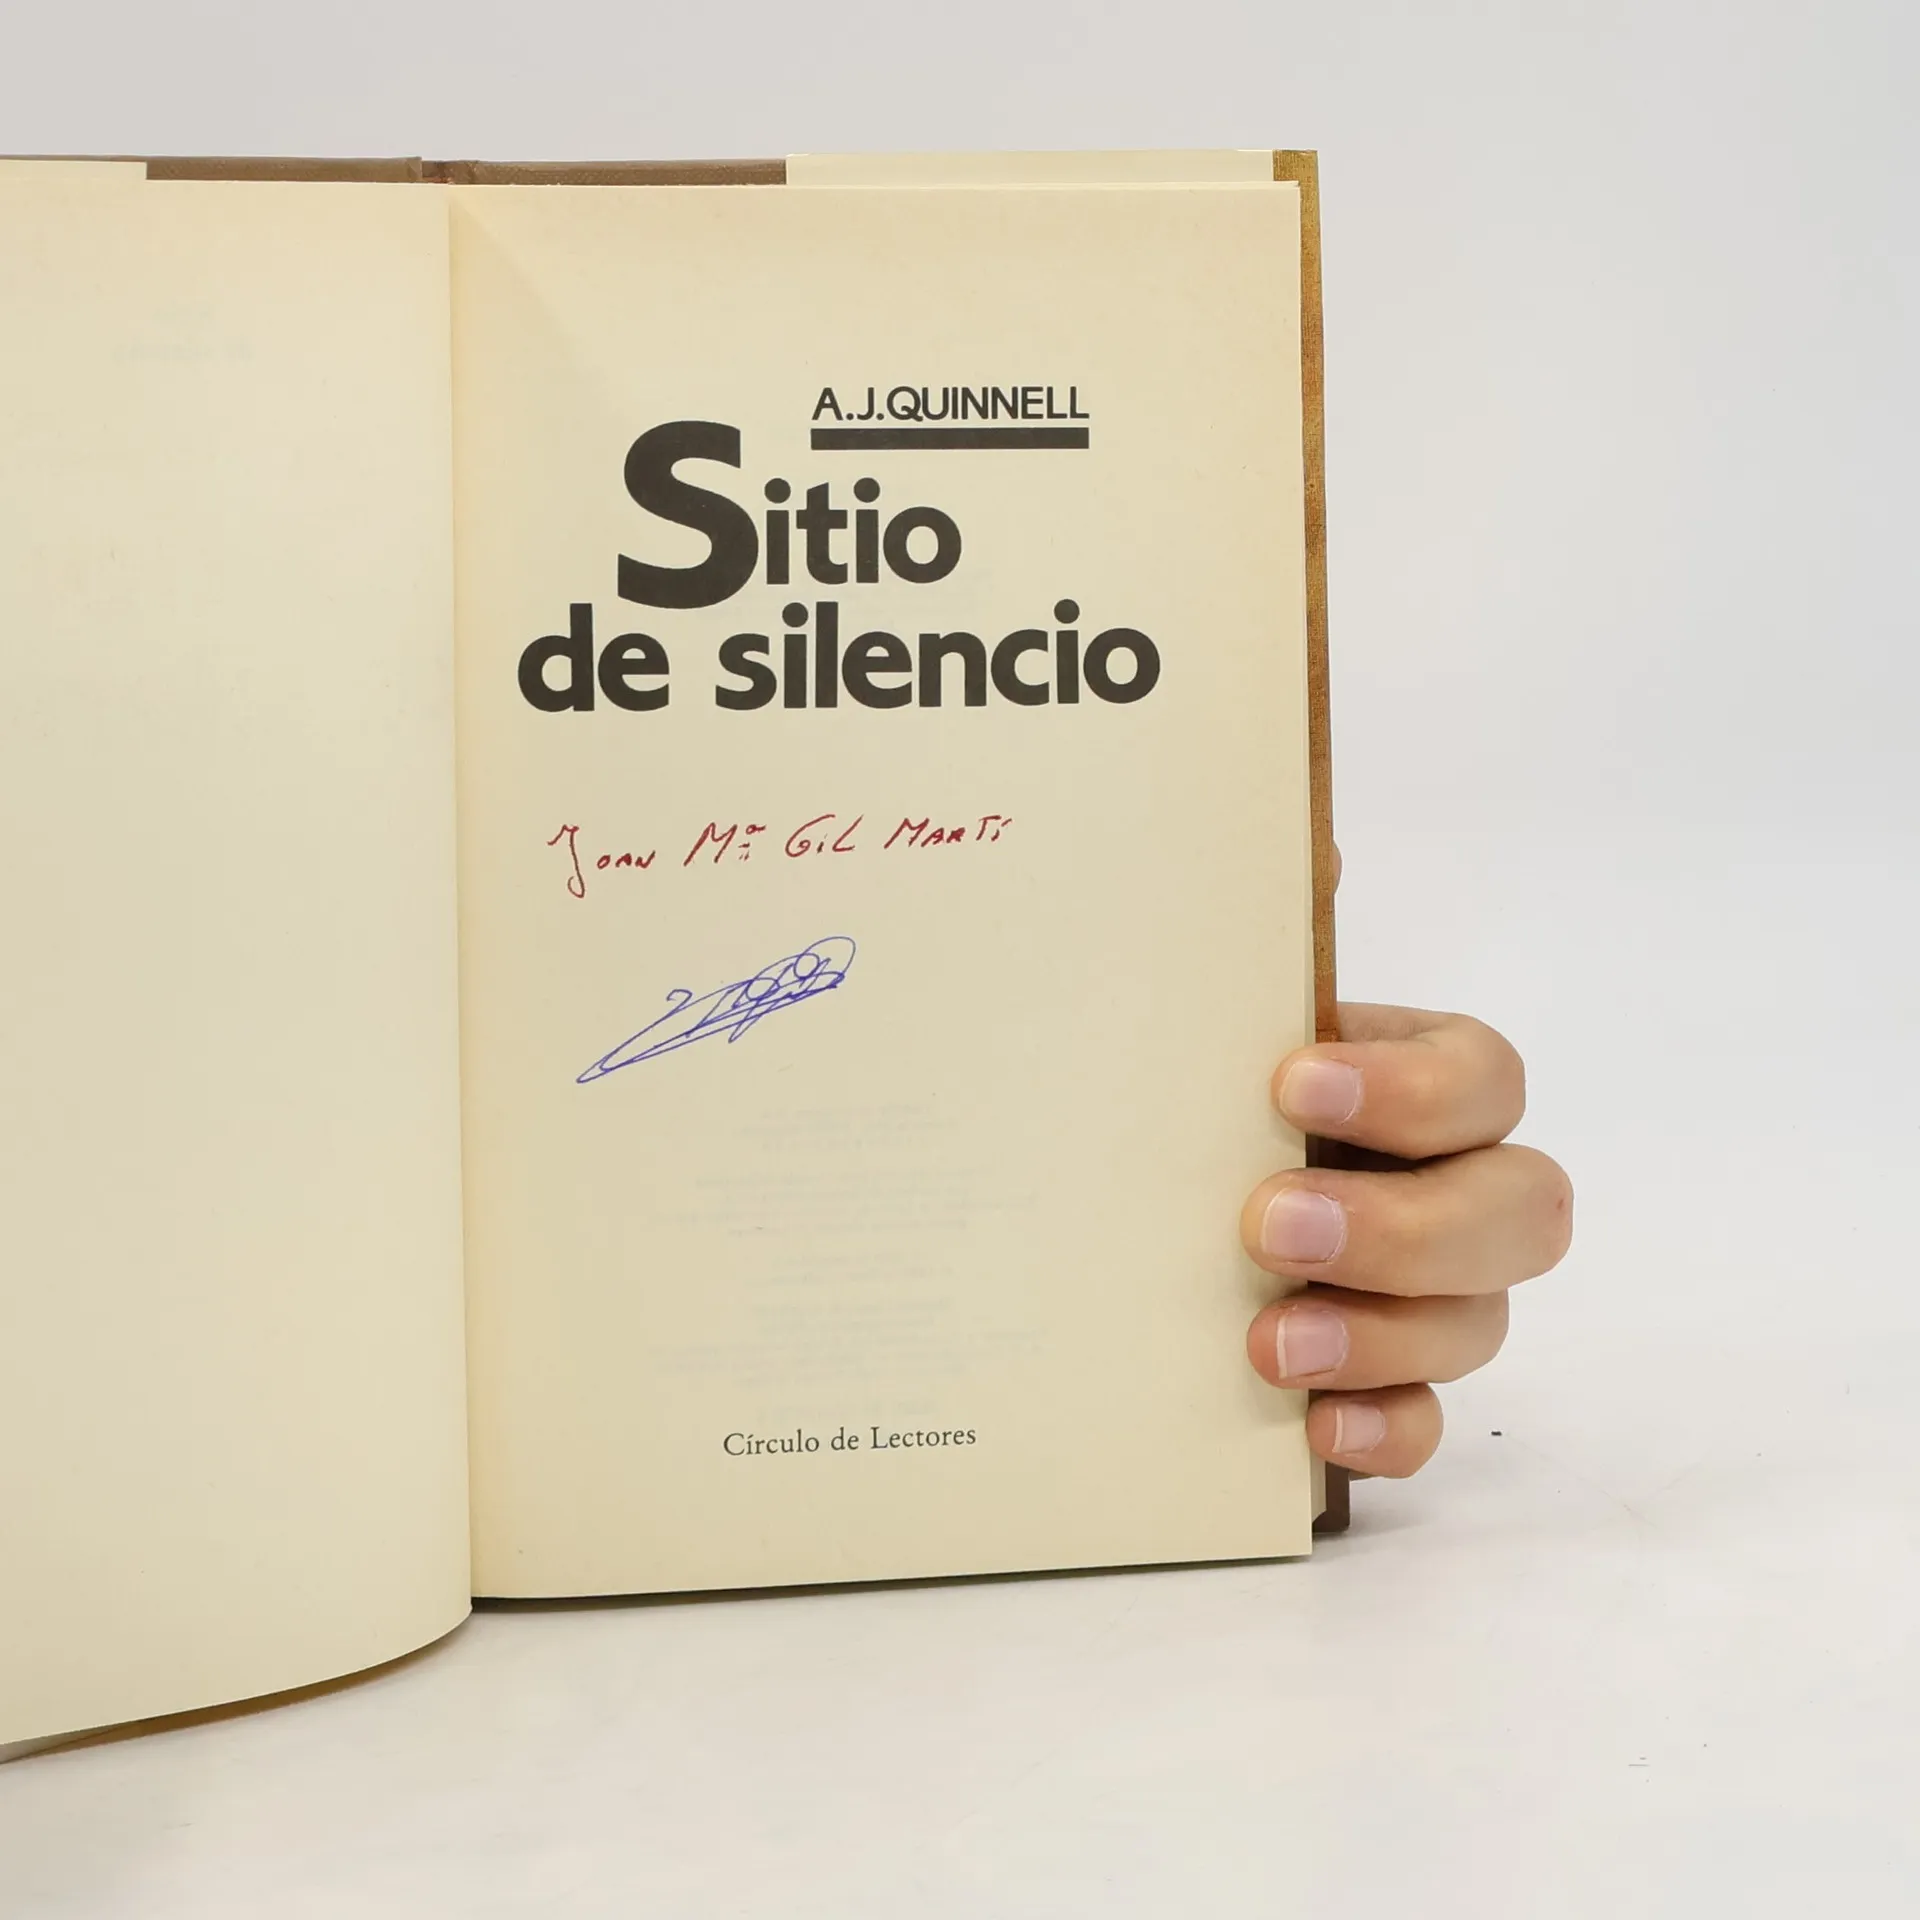 A.J.QUINNELL
Sitio
de silencio
Joan Mª Gil Martí
Círculo de Lectores